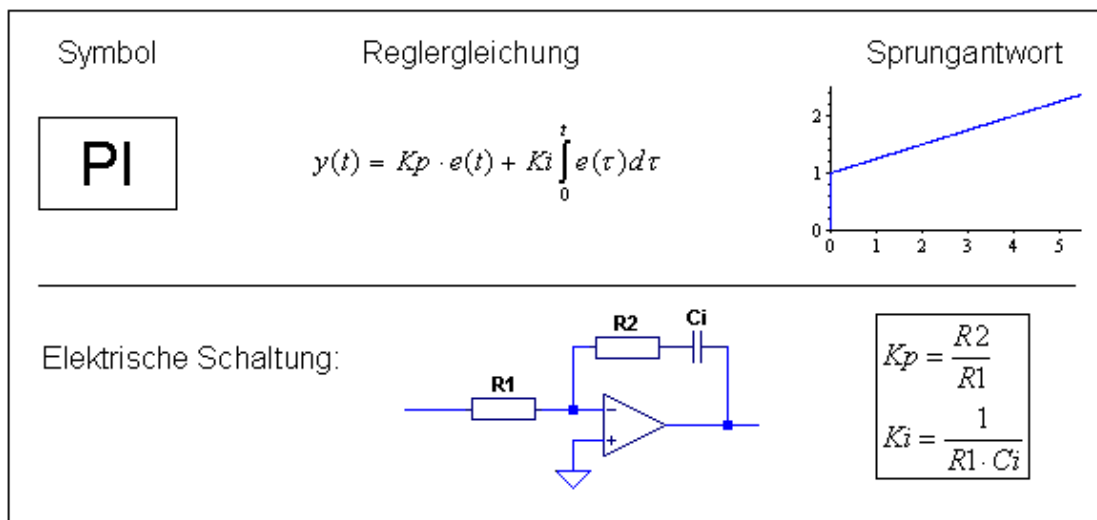 Symbol Reglergleichung Sprungantwort
PI
y(t) = Kp · e(t) + Ki ∫₀ᵗ e(τ)dτ
2
1
0
0 1 2 3 4 5
Elektrische Schaltung:
R2 Ci
R1
−
+
Kp = R2 / R1
Ki = 1 / (R1 · Ci)